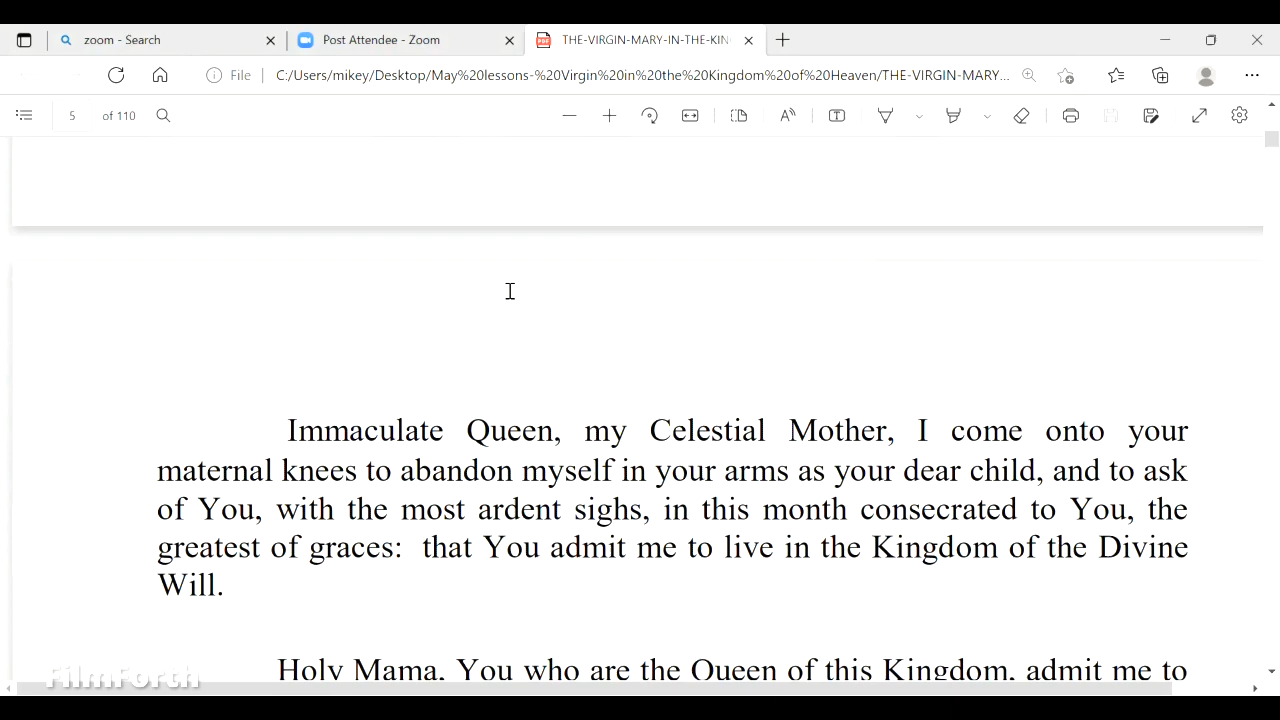 zoom - Search
Post Attendee - Zoom
THE-VIRGIN-MARY-IN-THE-KIN
File
C:/Users/mikey/Desktop/May%20lessons-%20Virgin%20in%20the%20Kingdom%20of%20Heaven/THE-VIRGIN-MARY...
5 of 110
Immaculate Queen, my Celestial Mother, I come onto your
maternal knees to abandon myself in your arms as your dear child, and to ask
of You, with the most ardent sighs, in this month consecrated to You, the
greatest of graces: that You admit me to live in the Kingdom of the Divine
Will.
Holy Mama, You who are the Queen of this Kingdom, admit me to
FilmForth